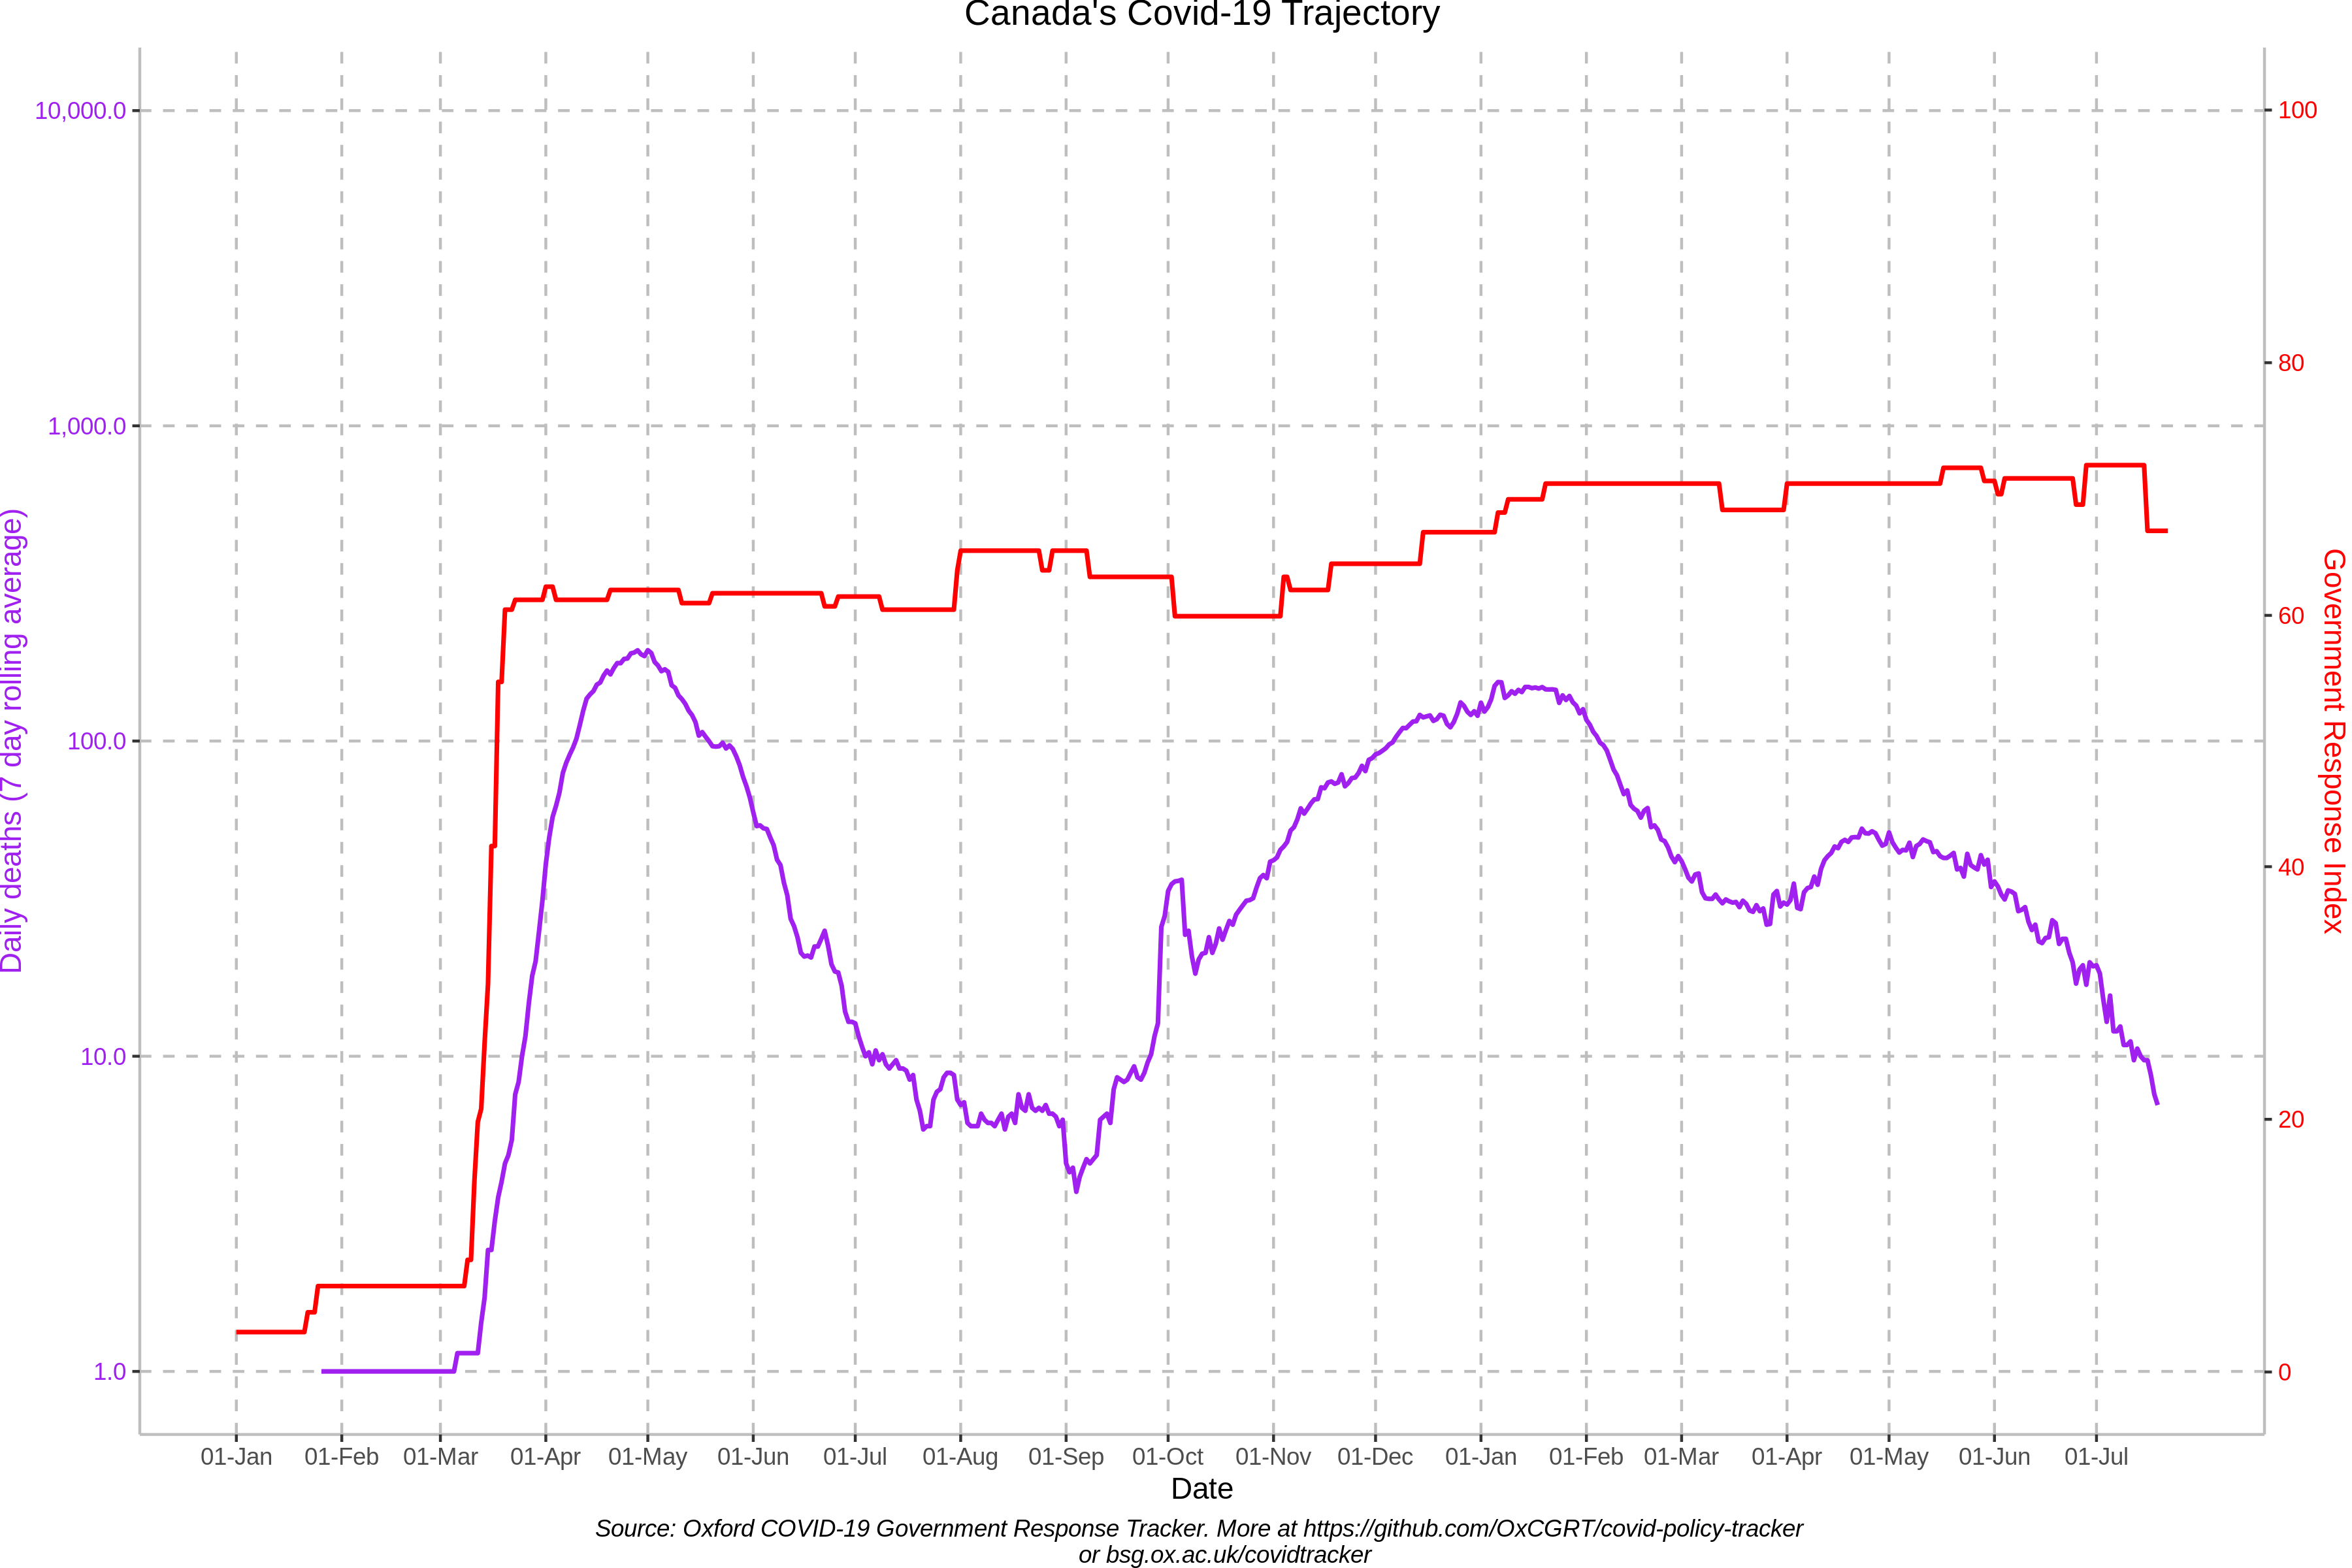 Canada's Covid-19 Trajectory
10,000.0
1,000.0
100.0
10.0
1.0
Daily deaths (7 day rolling average)
100
80
60
40
20
0
Government Response Index
01-Jan 01-Feb 01-Mar 01-Apr 01-May 01-Jun 01-Jul 01-Aug 01-Sep 01-Oct 01-Nov 01-Dec 01-Jan 01-Feb 01-Mar 01-Apr 01-May 01-Jun 01-Jul
Date
Source: Oxford COVID-19 Government Response Tracker. More at https://github.com/OxCGRT/covid-policy-tracker
or bsg.ox.ac.uk/covidtracker